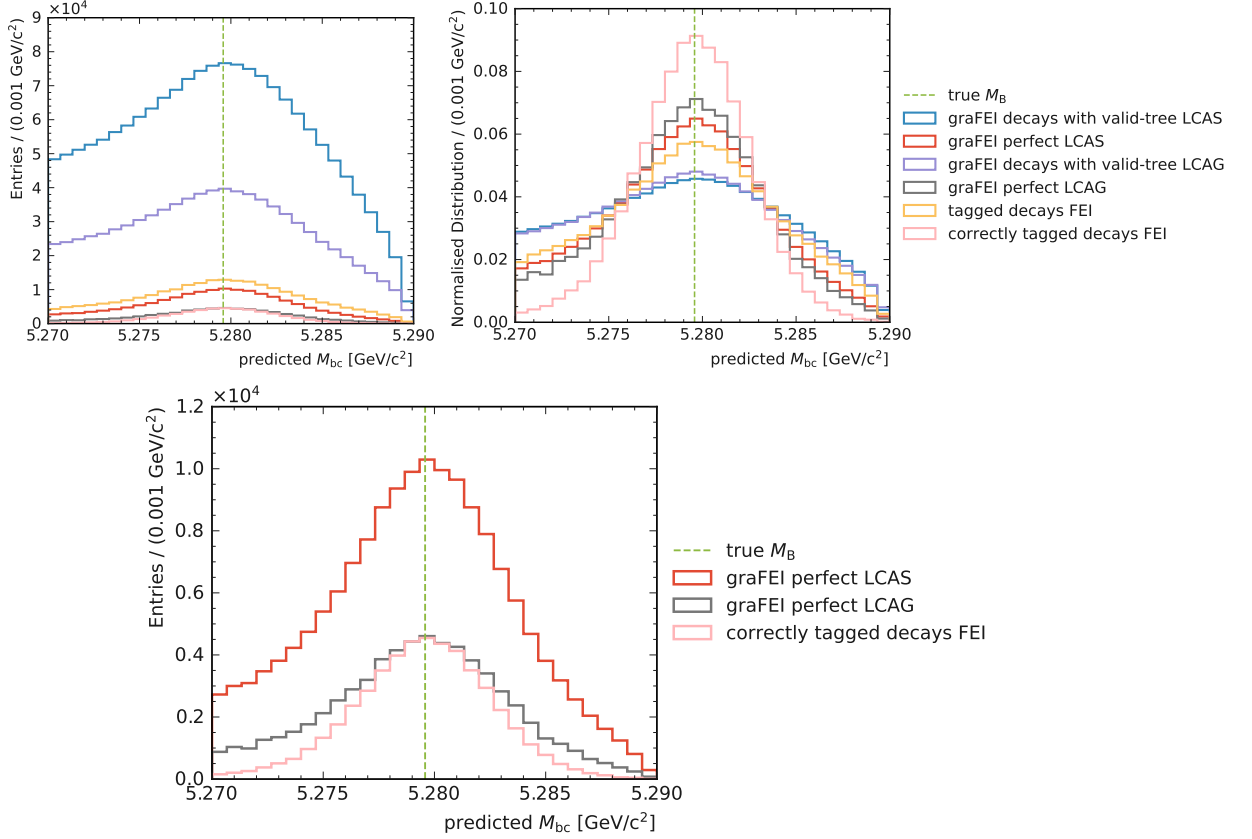 ×10⁴
9
8
7
6
5
4
3
2
1
0
Entries / (0.001 GeV/c²)
5.270
5.275
5.280
5.285
5.290
predicted M_bc [GeV/c²]
0.10
0.08
0.06
0.04
0.02
0.00
Normalised Distribution / (0.001 GeV/c²)
5.270
5.275
5.280
5.285
5.290
predicted M_bc [GeV/c²]
true M_B
graFEI decays with valid-tree LCAS
graFEI perfect LCAS
graFEI decays with valid-tree LCAG
graFEI perfect LCAG
tagged decays FEI
correctly tagged decays FEI
×10⁴
1.2
1.0
0.8
0.6
0.4
0.2
0.0
Entries / (0.001 GeV/c²)
5.270
5.275
5.280
5.285
5.290
predicted M_bc [GeV/c²]
true M_B
graFEI perfect LCAS
graFEI perfect LCAG
correctly tagged decays FEI